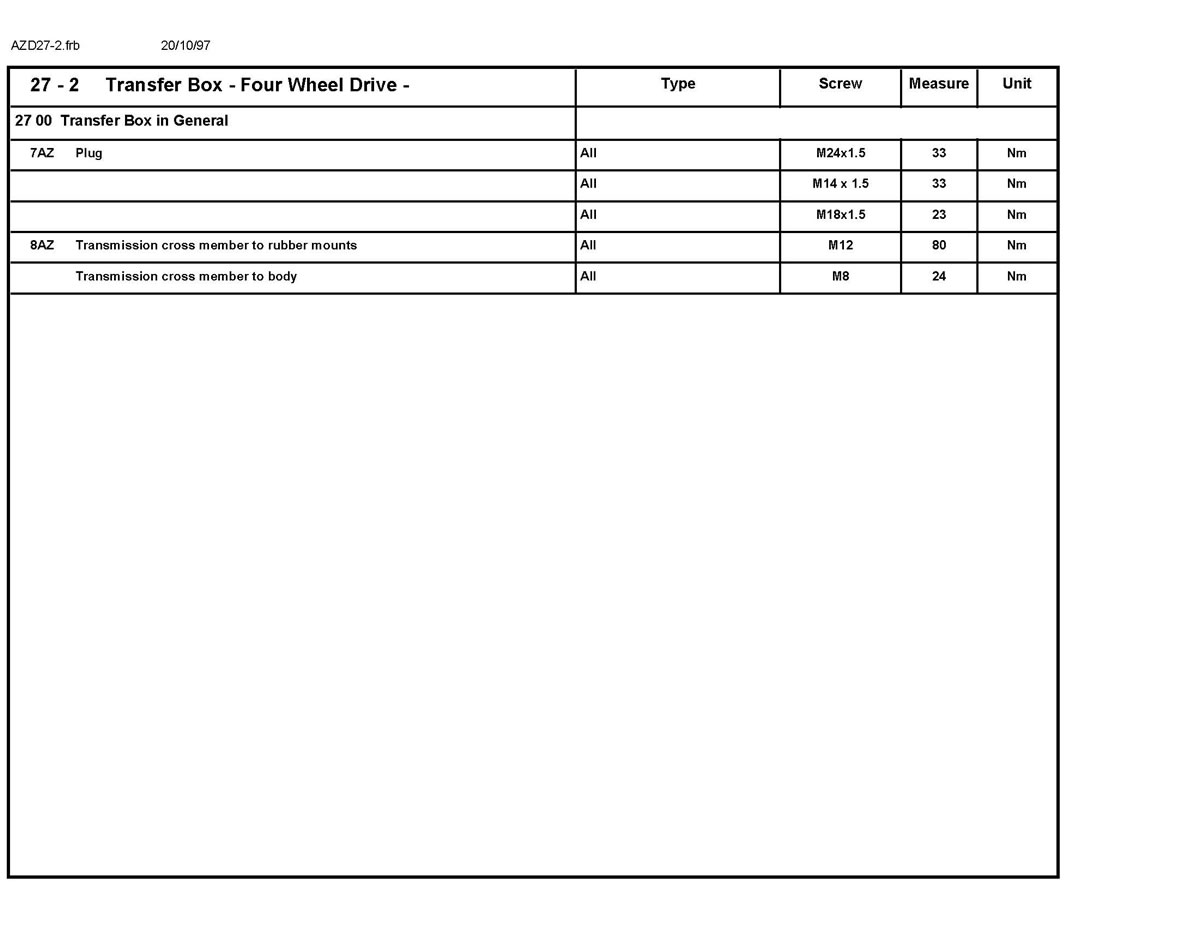 AZD27-2.frb 20/10/97
27 - 2 Transfer Box - Four Wheel Drive - Type Screw Measure Unit
27 00 Transfer Box in General
7AZ Plug All M24x1.5 33 Nm
All M14 x 1.5 33 Nm
All M18x1.5 23 Nm
8AZ Transmission cross member to rubber mounts All M12 80 Nm
Transmission cross member to body All M8 24 Nm